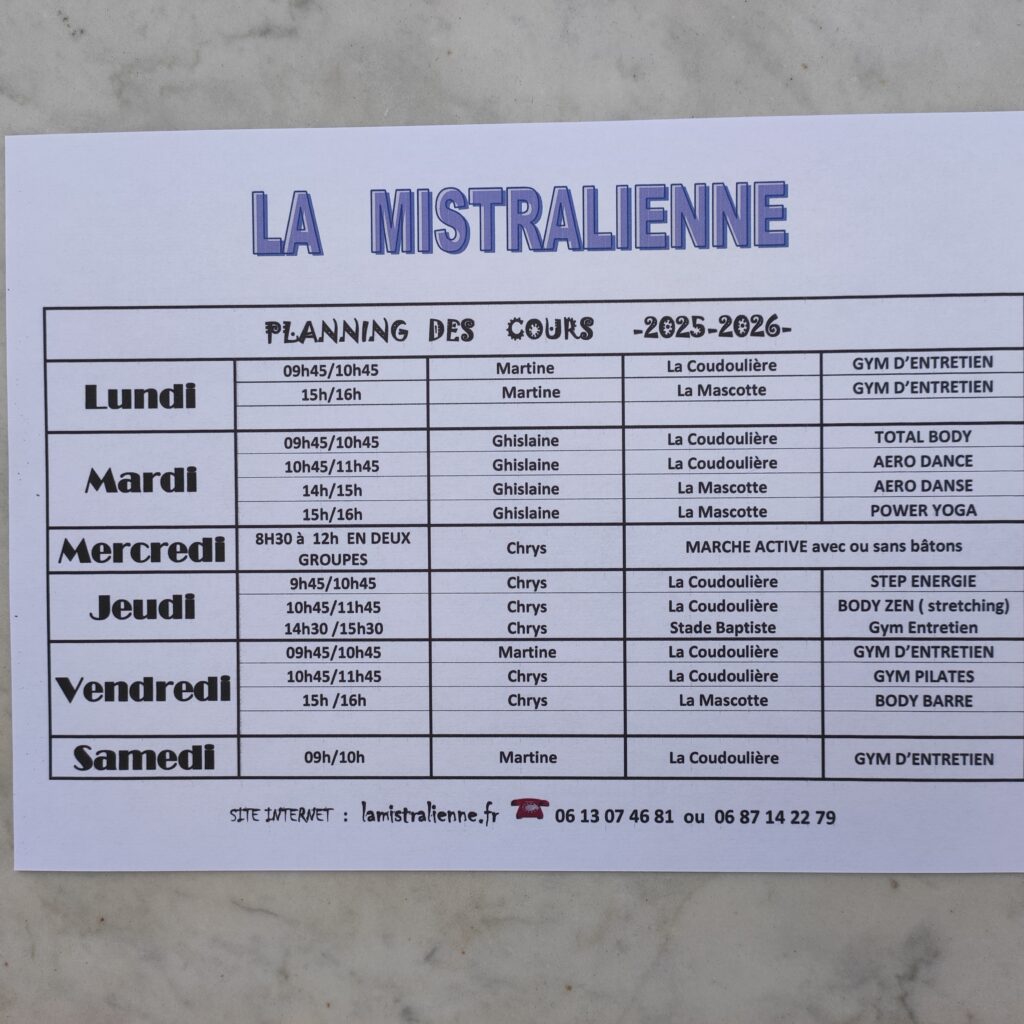 LA MISTRALIENNE
PLANNING DES COURS -2025-2026-
Lundi
09h45/10h45 Martine La Coudoulière GYM D'ENTRETIEN
15h/16h Martine La Mascotte GYM D'ENTRETIEN
Mardi
09h45/10h45 Ghislaine La Coudoulière TOTAL BODY
10h45/11h45 Ghislaine La Coudoulière AERO DANCE
14h/15h Ghislaine La Mascotte AERO DANSE
15h/16h Ghislaine La Mascotte POWER YOGA
Mercredi
8H30 à 12h EN DEUX
GROUPES
Chrys MARCHE ACTIVE avec ou sans bâtons
Jeudi
9h45/10h45 Chrys La Coudoulière STEP ENERGIE
10h45/11h45 Chrys La Coudoulière BODY ZEN ( stretching)
14h30 /15h30 Chrys Stade Baptiste Gym Entretien
Vendredi
09h45/10h45 Martine La Coudoulière GYM D'ENTRETIEN
10h45/11h45 Chrys La Coudoulière GYM PILATES
15h /16h Chrys La Mascotte BODY BARRE
Samedi
09h/10h Martine La Coudoulière GYM D'ENTRETIEN
SITE INTERNET : lamistralienne.fr 06 13 07 46 81 ou 06 87 14 22 79